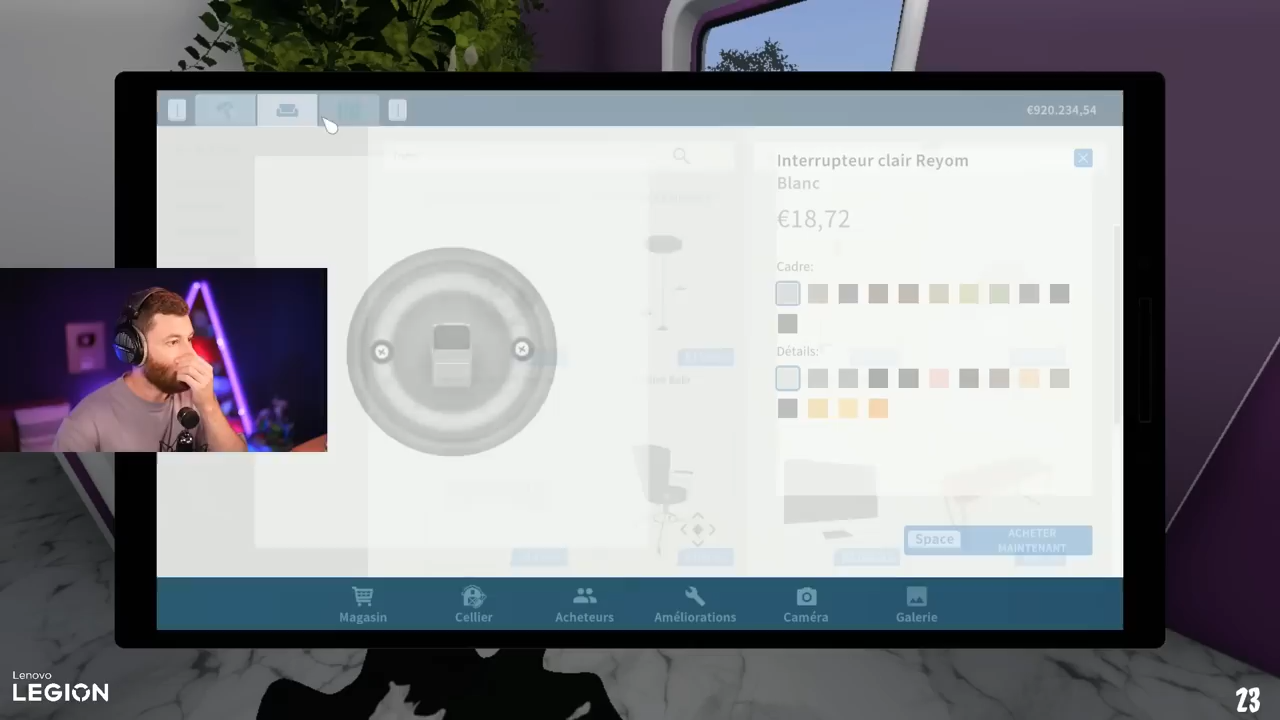 €920.234,54
Interrupteur clair Reyom
Blanc
€18,72
Cadre:
Détails:
Space
ACHETER
MAINTENANT
Magasin
Cellier
Acheteurs
Améliorations
Caméra
Galerie
Lenovo
LEGION
23